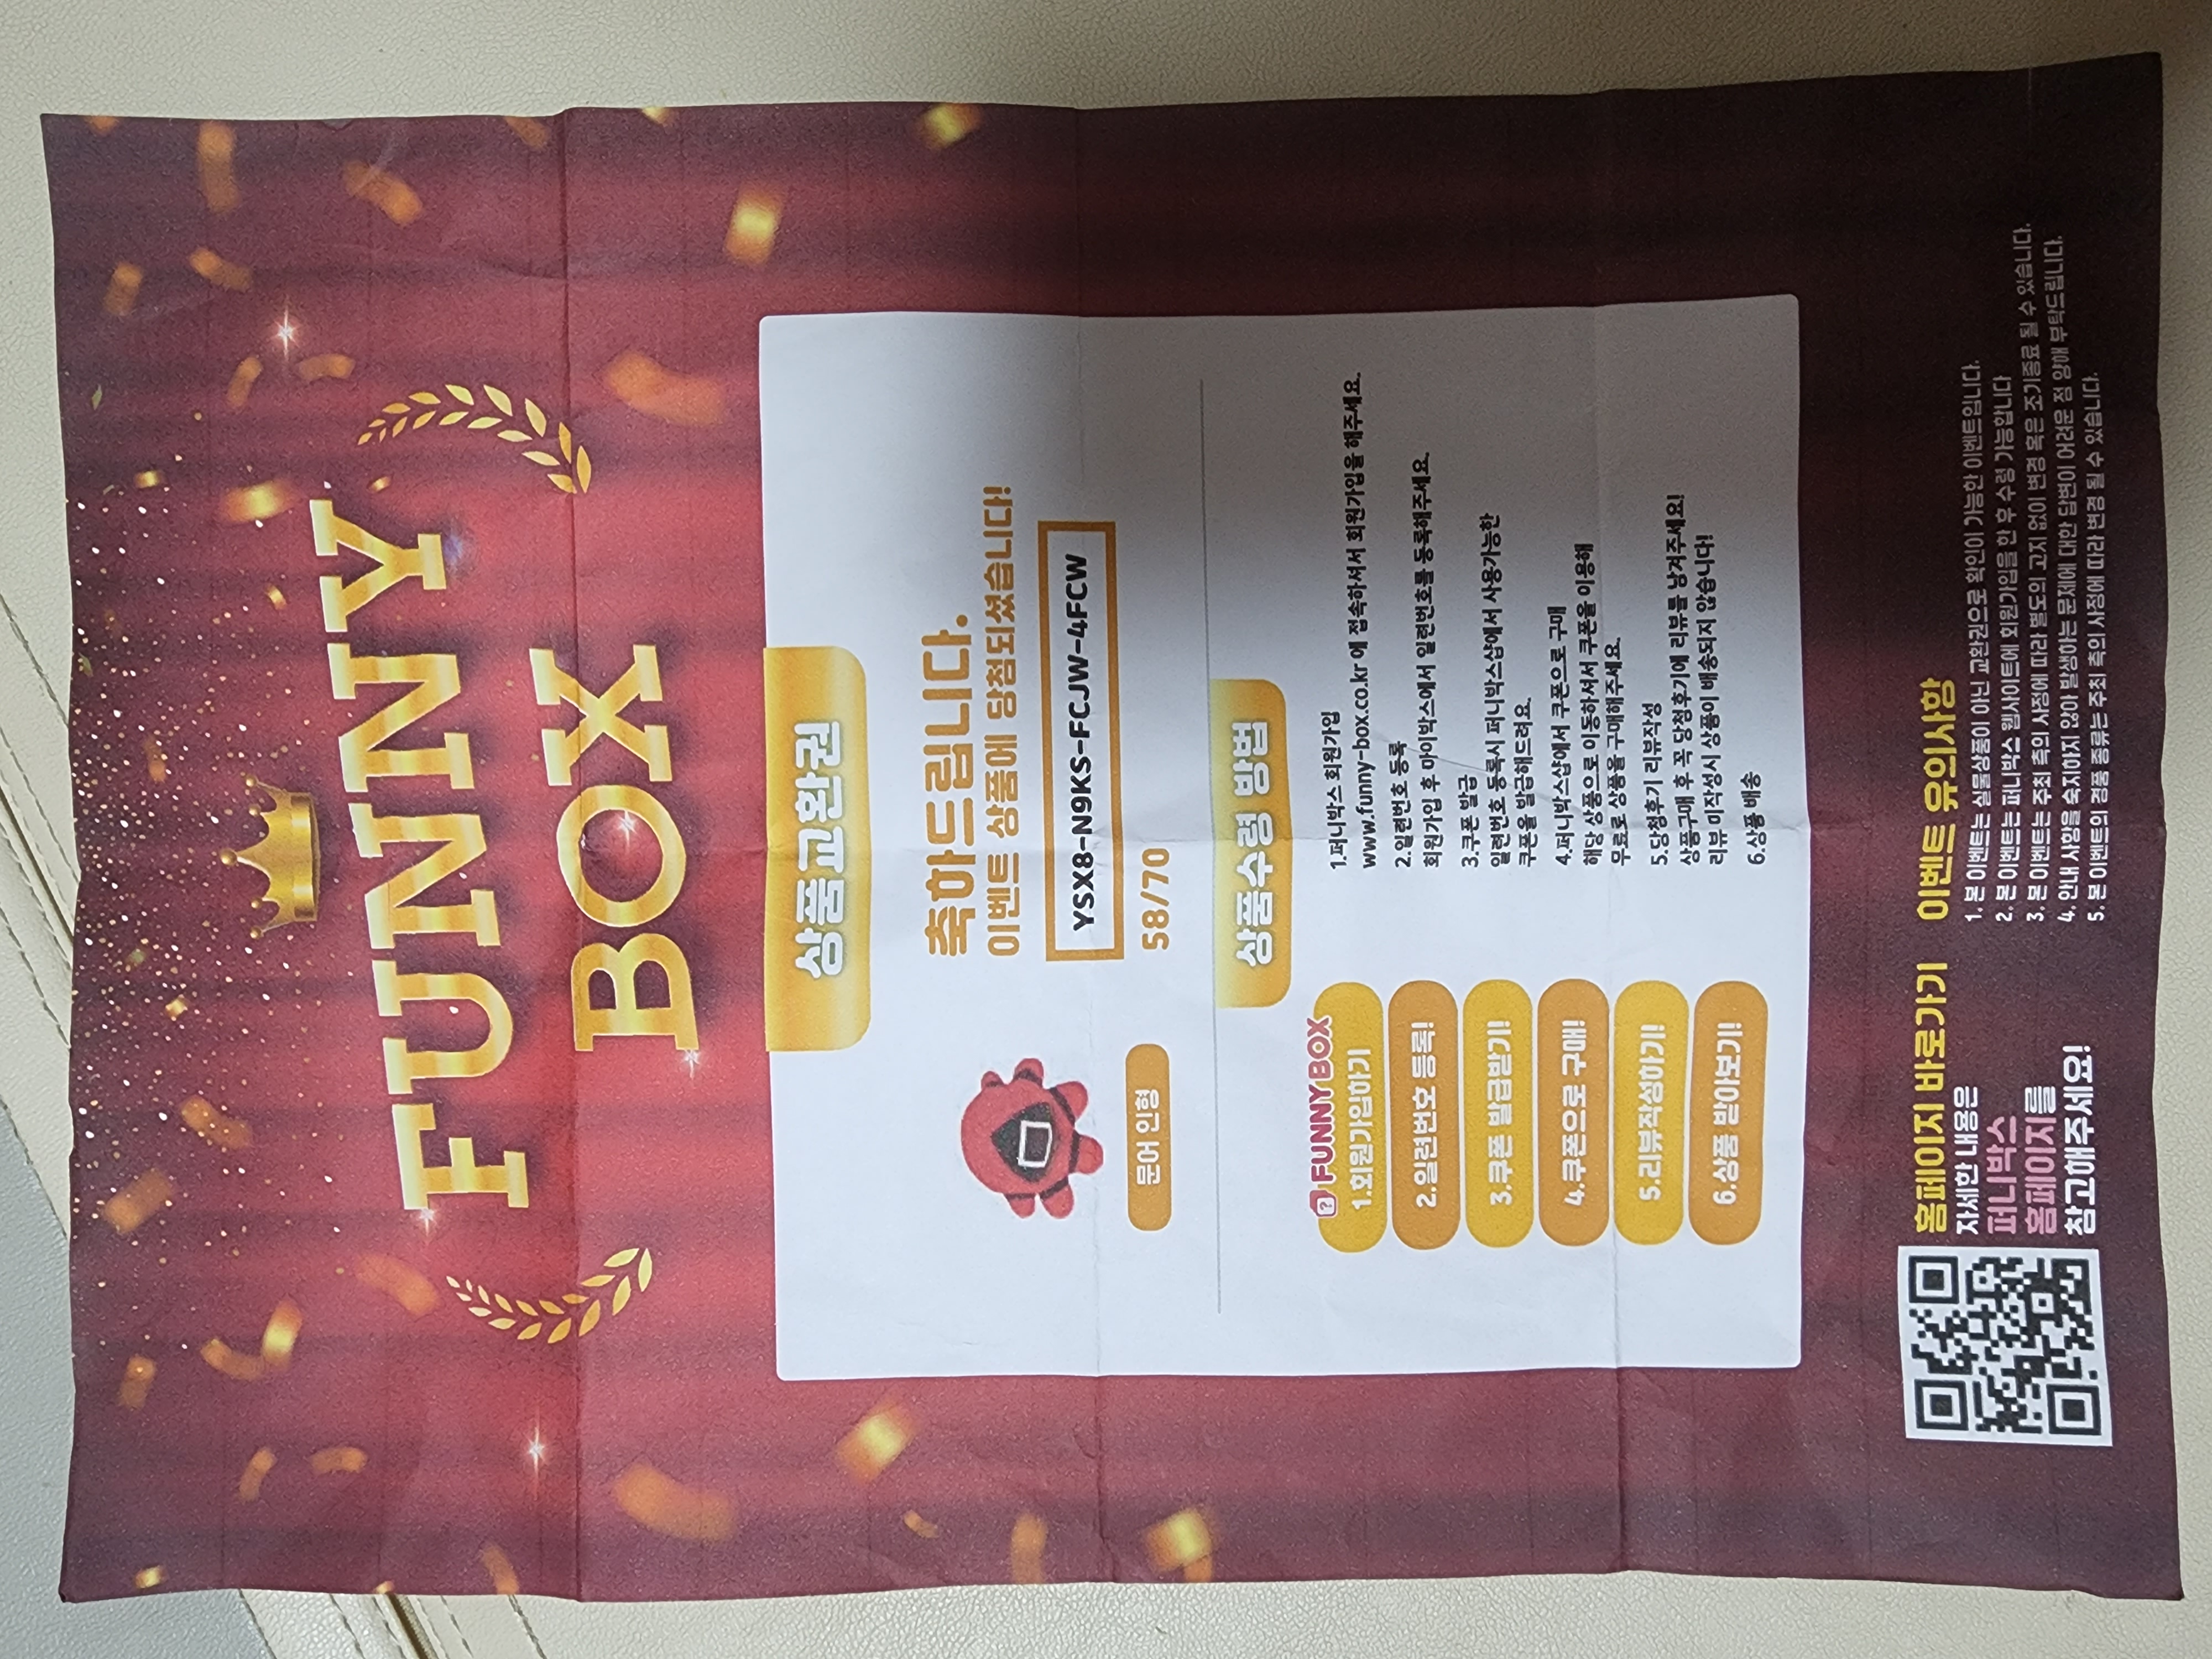 FUNNY
BOX
상품교환권
축하드립니다.
이벤트 상품에 당첨되셨습니다!
YSX8-N9KS-FCJW-4FCW
문어 인형
58/70
상품수령 방법
FUNNY BOX
1.회원가입하기
2.일련번호 등록!
3.쿠폰 발급받기!
4.쿠폰으로 구매!
5.리뷰작성하기!
6.상품 받아보기!
1.퍼니박스 회원가입
www.funny-box.co.kr 에 접속하셔서 회원가입을 해주세요.
2.일련번호 등록
회원가입 후 마이박스에서 일련번호를 등록해주세요.
3.쿠폰 발급
일련번호 등록시 퍼니박스샵에서 사용가능한
쿠폰을 발급해드려요.
4.퍼니박스샵에서 쿠폰으로 구매
해당 상품으로 이동하셔서 쿠폰을 이용해
무료로 상품을 구매해주세요.
5.당첨후기 리뷰작성
상품구매 후 꼭 당첨후기에 리뷰를 남겨주세요!
리뷰 미작성시 상품이 배송되지 않습니다!
6.상품 배송
홈페이지 바로가기
자세한 내용은
퍼니박스
홈페이지를
참고해주세요!
이벤트 유의사항
1. 본 이벤트는 실물상품이 아닌 교환권으로 확인이 가능한 이벤트입니다.
2. 본 이벤트는 퍼니박스 웹사이트에 회원가입을 한 후 수령 가능합니다
3. 본 이벤트는 주최 측의 사정에 따라 별도의 고지 없이 변경 혹은 조기종료 될 수 있습니다.
4. 안내 사항을 숙지하지 않아 발생하는 문제에 대한 답변이 어려운 점 양해 부탁드립니다.
5. 본 이벤트의 경품 종류는 주최 측의 사정에 따라 변경 될 수 있습니다.